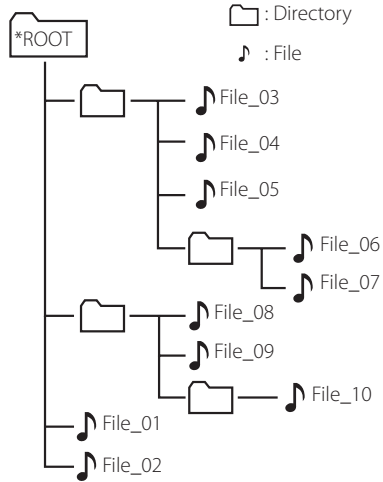 *ROOT
: Directory
: File
File_03
File_04
File_05
File_06
File_07
File_08
File_09
File_10
File_01
File_02